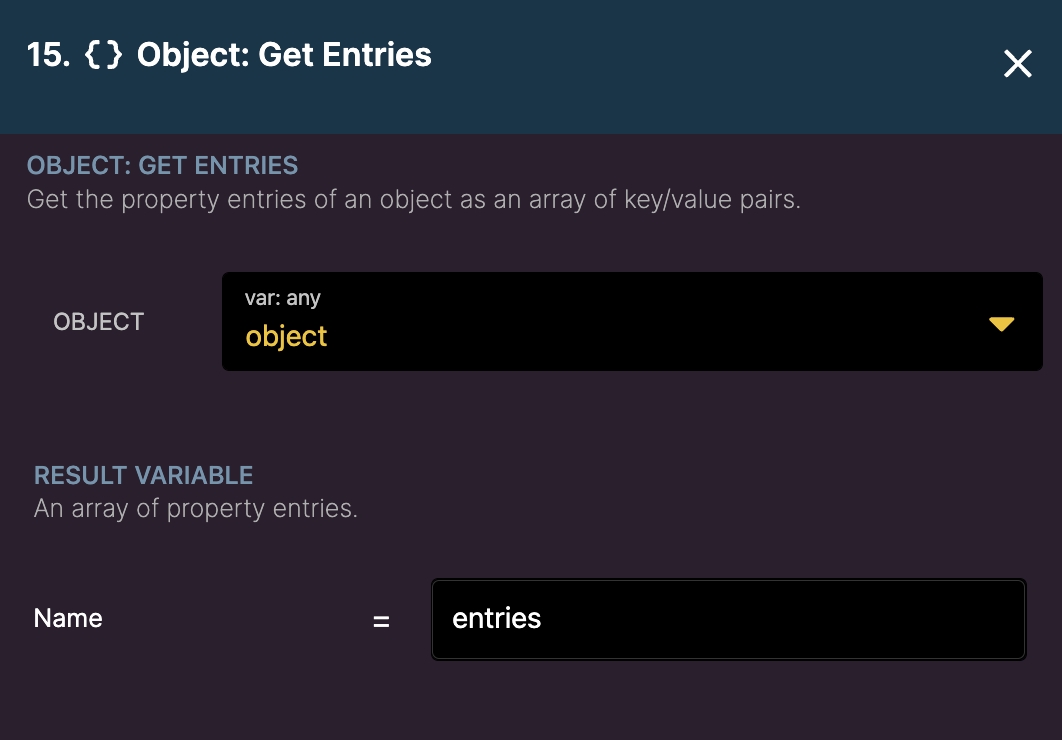 15. {} Object: Get Entries
OBJECT: GET ENTRIES
Get the property entries of an object as an array of key/value pairs.
OBJECT
var: any
object
RESULT VARIABLE
An array of property entries.
Name = entries